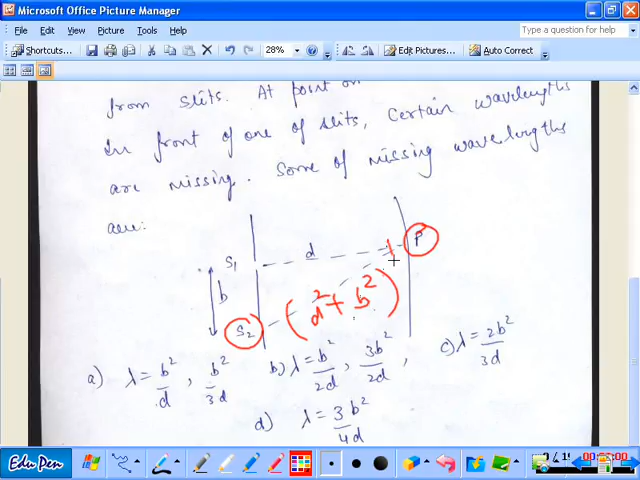 Microsoft Office Picture Manager
File Edit View Picture Tools Help
Type a question for help
Shortcuts... 28% Edit Pictures... Auto Correct
from slits. At point on
In front of one of slits, Certain wavelengths
are missing. Some of missing wavelengths
are:
S₁ d P
b
S₂ (d² + b²)
a) λ = b²/d , b²/3d b) λ = b²/2d , 3b²/2d , c) λ = 2b²/3d
d) λ = 3b²/4d
Edu Pen